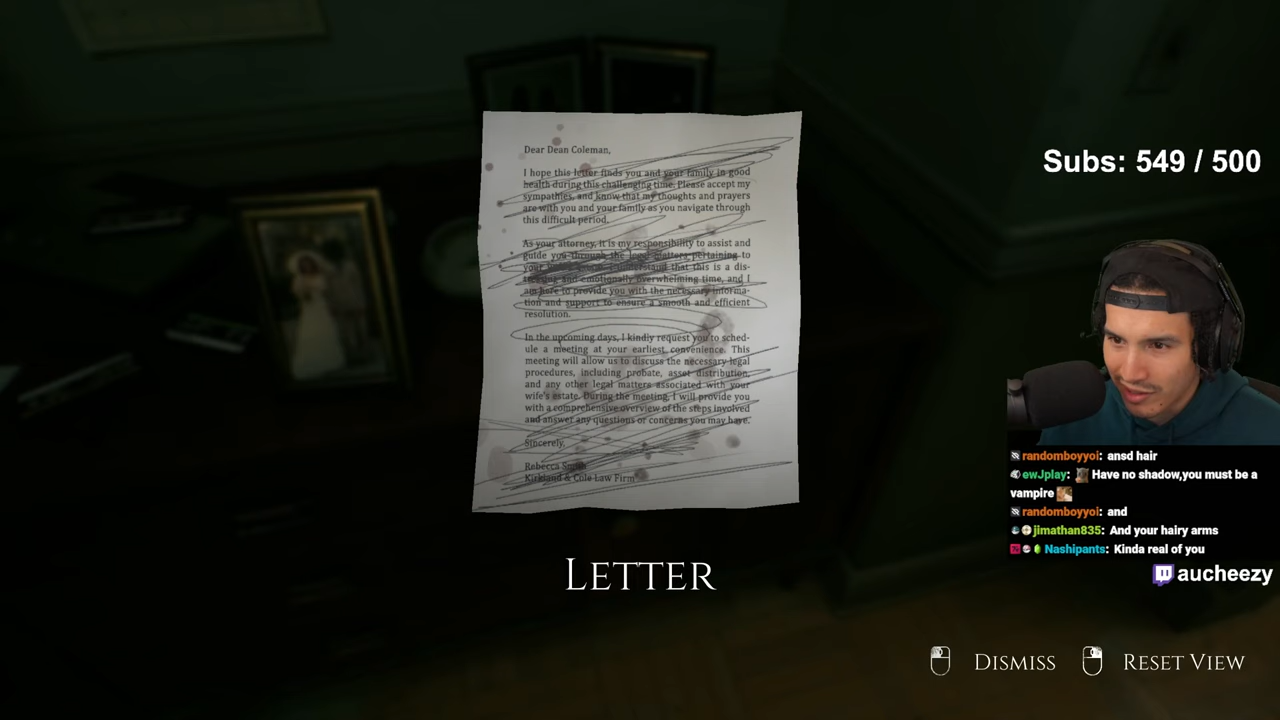 Subs: 549 / 500
Dear Dean Coleman,
I hope this letter finds you and your family in good
health during this challenging time. Please accept my
sympathies, and know that my thoughts and prayers
are with you and your family as you navigate through
this difficult period.
As your attorney, it is my responsibility to assist and
guide you through the legal matters pertaining to
your understand that this is a dis-
tressing and emotionally overwhelming time, and I
am here to provide you with the necessary informa-
tion and support to ensure a smooth and efficient
resolution.
In the upcoming days, I kindly request you to sched-
ule a meeting at your earliest convenience. This
meeting will allow us to discuss the necessary legal
procedures, including probate, asset distribution,
and any other legal matters associated with your
wife's estate. During the meeting, I will provide you
with a comprehensive overview of the steps involved
and answer any questions or concerns you may have.
Sincerely,
Rebecca
Kirkland & Cole Law Firm
LETTER
randomboyyoi: ansd hair
ewJplay: Have no shadow,you must be a
vampire
randomboyyoi: and
jimathan835: And your hairy arms
Nashipants: Kinda real of you
aucheezy
DISMISS
RESET VIEW